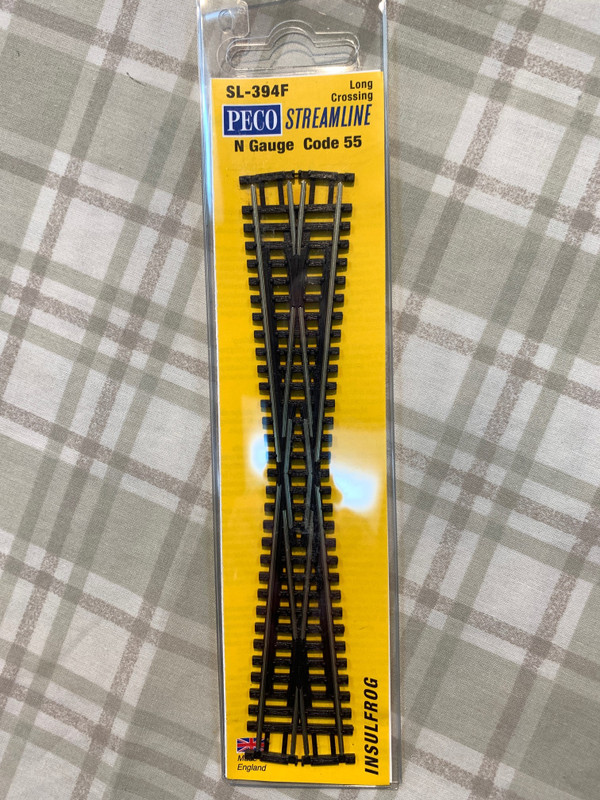 SL-394F
Long
Crossing
PECO STREAMLINE
N Gauge Code 55
INSULFROG
England